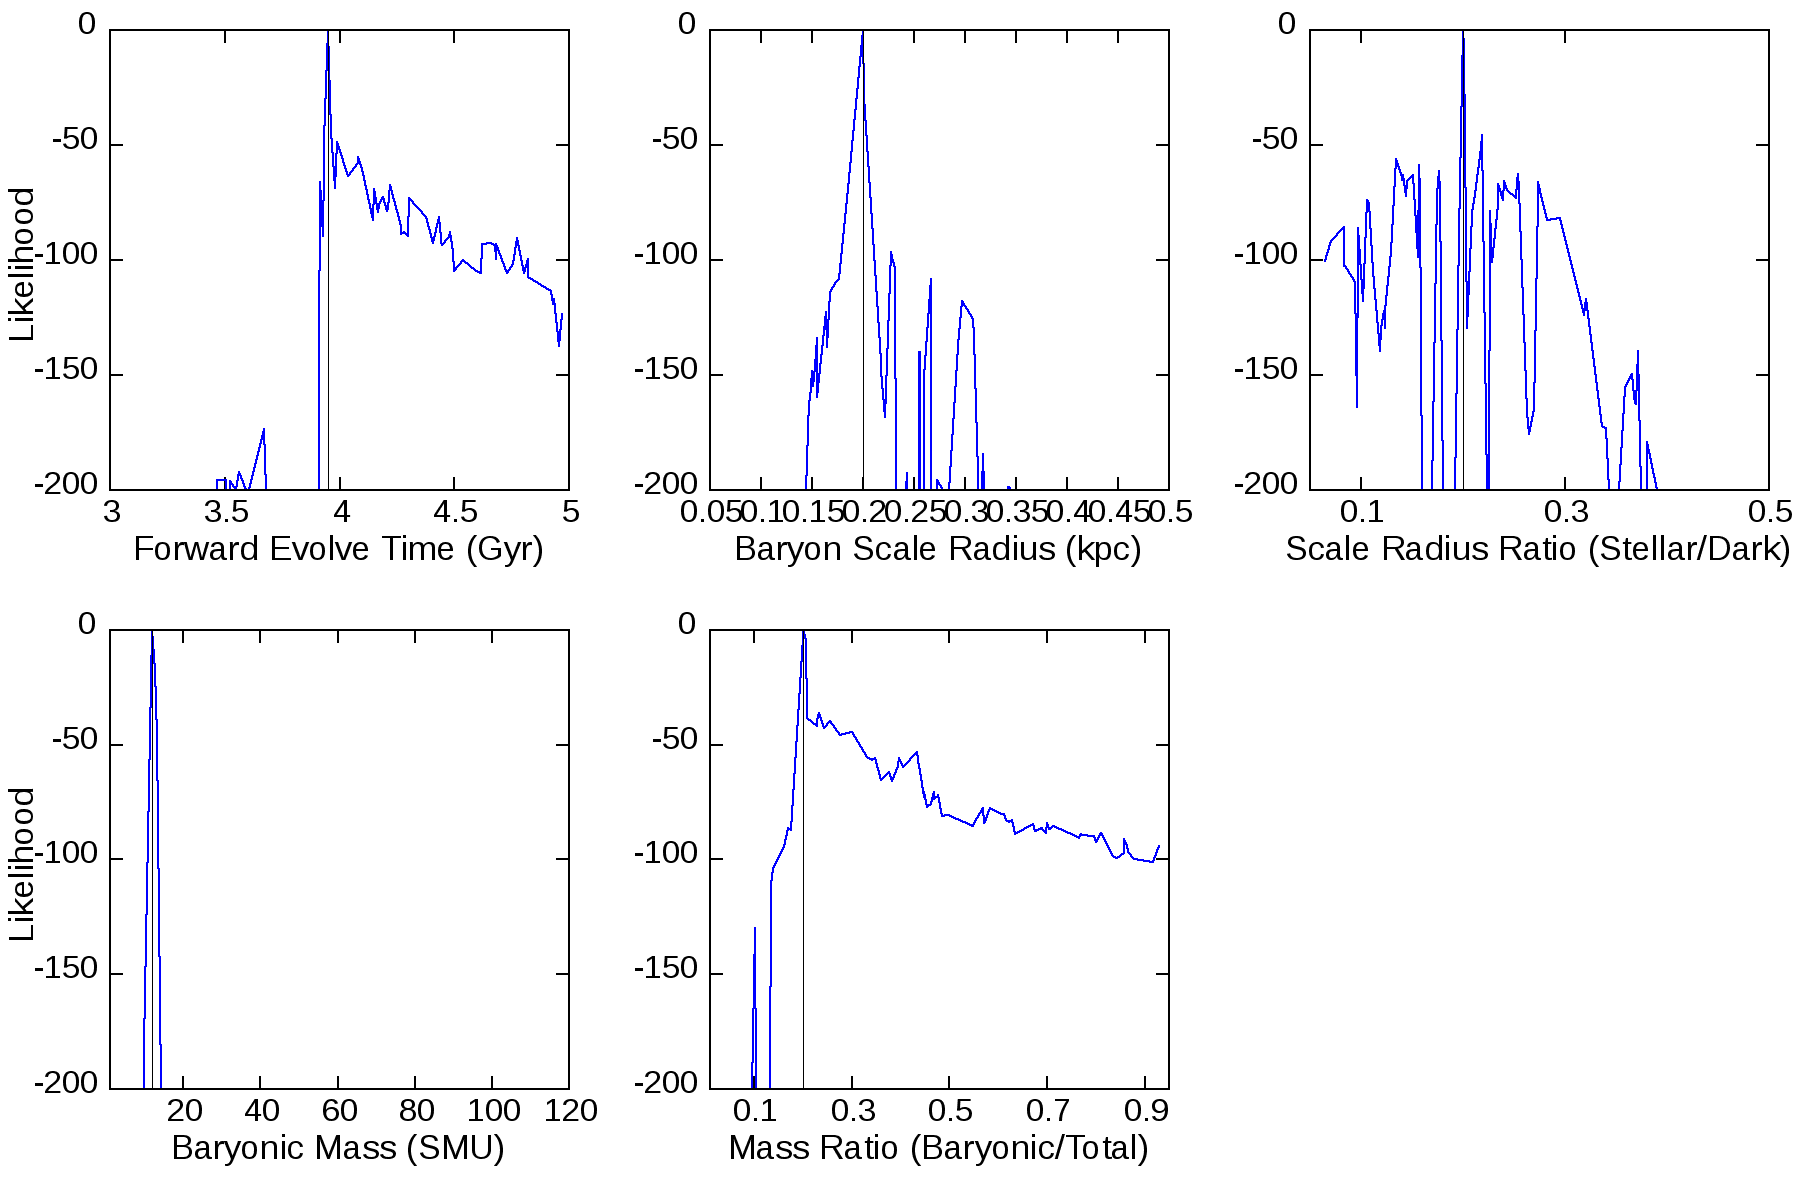 0 0 0
-50 -50 -50
-100 -100 -100
-150 -150 -150
-200 -200 -200
Likelihood
3 3.5 4 4.5 5
0.05 0.1 0.15 0.2 0.25 0.3 0.35 0.4 0.45 0.5
0.1 0.3 0.5
Forward Evolve Time (Gyr)
Baryon Scale Radius (kpc)
Scale Radius Ratio (Stellar/Dark)
0 0
-50 -50
-100 -100
-150 -150
-200 -200
Likelihood
20 40 60 80 100 120
0.1 0.3 0.5 0.7 0.9
Baryonic Mass (SMU)
Mass Ratio (Baryonic/Total)